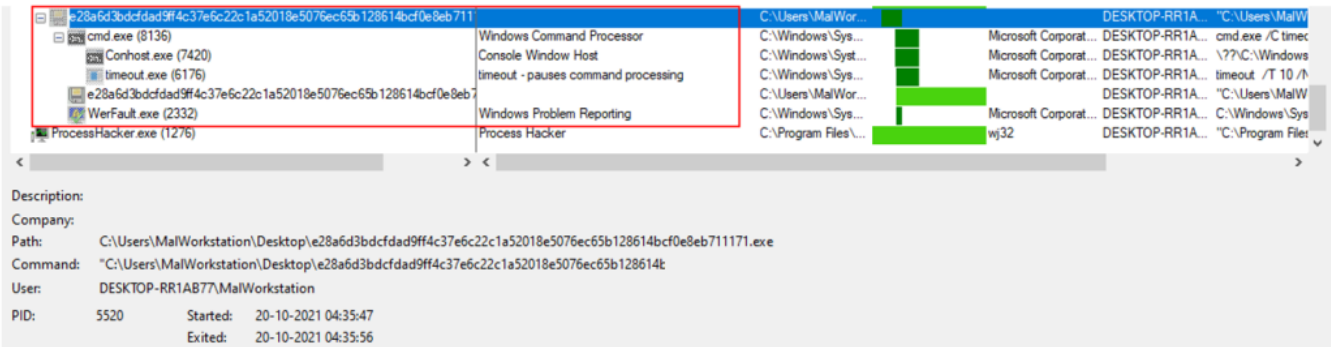 e28a6d3bdcfdad9ff4c37e6c22c1a52018e5076ec65b128614bcf0e8eb711 C:\Users\MalWor... DESKTOP-RR1A... "C:\Users\MalW
cmd.exe (8136) Windows Command Processor C:\Windows\Sys... Microsoft Corporat... DESKTOP-RR1A... cmd.exe /C timec
Conhost.exe (7420) Console Window Host C:\Windows\Syst... Microsoft Corporat... DESKTOP-RR1A... \??\C:\Windows
timeout.exe (6176) timeout - pauses command processing C:\Windows\Sys... Microsoft Corporat... DESKTOP-RR1A... timeout /T 10 /N
e28a6d3bdcfdad9ff4c37e6c22c1a52018e5076ec65b128614bcf0e8eb7 C:\Users\MalWor... DESKTOP-RR1A... "C:\Users\MalW
WerFault.exe (2332) Windows Problem Reporting C:\Windows\Sys... Microsoft Corporat... DESKTOP-RR1A... C:\Windows\Sys
ProcessHacker.exe (1276) Process Hacker C:\Program Files\... wj32 DESKTOP-RR1A... "C:\Program Files
Description:
Company:
Path: C:\Users\MalWorkstation\Desktop\e28a6d3bdcfdad9ff4c37e6c22c1a52018e5076ec65b128614bcf0e8eb711171.exe
Command: "C:\Users\MalWorkstation\Desktop\e28a6d3bdcfdad9ff4c37e6c22c1a52018e5076ec65b128614b
User: DESKTOP-RR1AB77\MalWorkstation
PID: 5520 Started: 20-10-2021 04:35:47
Exited: 20-10-2021 04:35:56